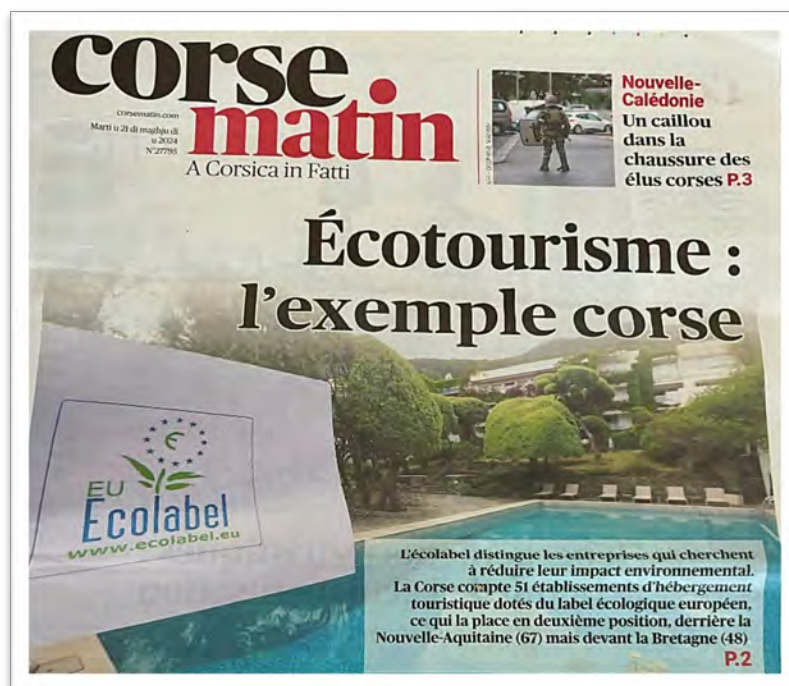 corse
matin
corsematin.com
Marti u 21 di maghju di
u 2024
N°27795
A Corsica in Fatti
Nouvelle-
Calédonie
Un caillou
dans la
chaussure des
élus corses P.3
Écotourisme :
l'exemple corse
EU
Ecolabel
www.ecolabel.eu
L'écolabel distingue les entreprises qui cherchent
à réduire leur impact environnemental.
La Corse compte 51 établissements d'hébergement
touristique dotés du label écologique européen,
ce qui la place en deuxième position, derrière la
Nouvelle-Aquitaine (67) mais devant la Bretagne (48)
P.2